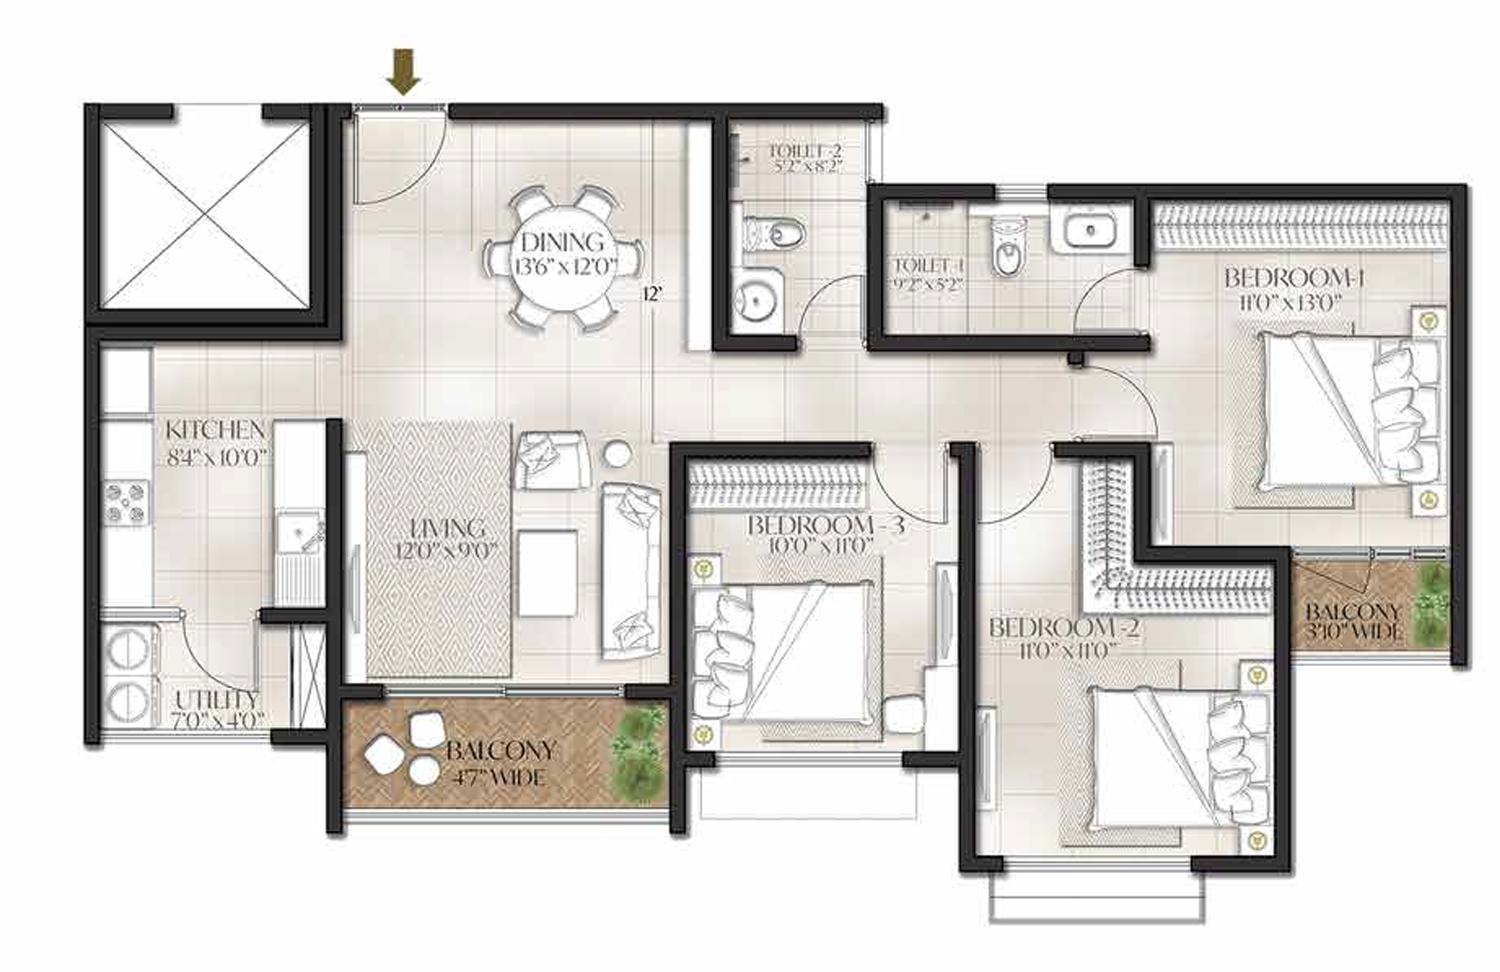 TOILET -2
5'2" x 8'2"
DINING
13'6" x 12'0"
12'
TOILET -1
9'2" x 5'2"
BEDROOM-1
11'0" x 13'0"
KITCHEN
8'4" x 10'0"
LIVING
12'0" x 9'0"
BEDROOM - 3
10'0" x 11'0"
BEDROOM -2
11'0" x 11'0"
BALCONY
3'10" WIDE
UTILITY
7'0" x 4'0"
BALCONY
4'7" WIDE